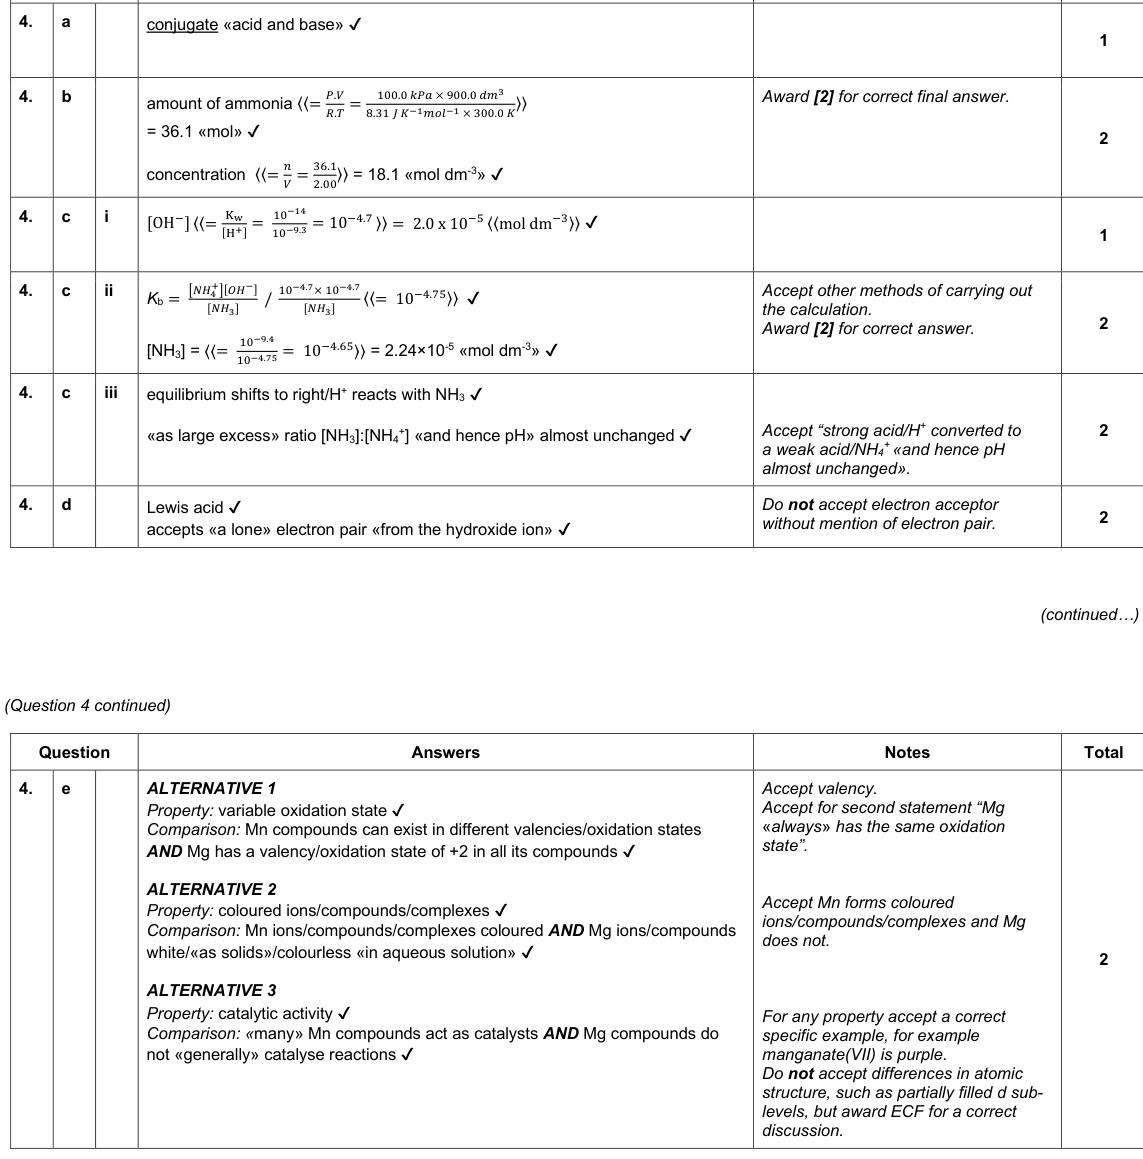 4. a conjugate «acid and base» ✓ 1
4. b amount of ammonia ⟨⟨= P.V / R.T = 100.0 kPa × 900.0 dm³ / 8.31 J K⁻¹mol⁻¹ × 300.0 K⟩⟩ Award [2] for correct final answer. 2
= 36.1 «mol» ✓
concentration ⟨⟨= n / V = 36.1 / 2.00⟩⟩ = 18.1 «mol dm⁻³» ✓
4. c i [OH⁻] ⟨⟨= Kw / [H⁺] = 10⁻¹⁴ / 10⁻⁹·³ = 10⁻⁴·⁷ ⟩⟩ = 2.0 x 10⁻⁵ ⟨⟨mol dm⁻³⟩⟩ ✓ 1
4. c ii Kb = [NH₄⁺][OH⁻] / [NH₃] / 10⁻⁴·⁷ × 10⁻⁴·⁷ / [NH₃] ⟨⟨= 10⁻⁴·⁷⁵⟩⟩ ✓ 2
[NH₃] = ⟨⟨= 10⁻⁹·⁴ / 10⁻⁴·⁷⁵ = 10⁻⁴·⁶⁵⟩⟩ = 2.24×10⁻⁵ «mol dm⁻³» ✓
Accept other methods of carrying out
the calculation.
Award [2] for correct answer.
4. c iii equilibrium shifts to right/H⁺ reacts with NH₃ ✓ 2
«as large excess» ratio [NH₃]:[NH₄⁺] «and hence pH» almost unchanged ✓
Accept “strong acid/H⁺ converted to
a weak acid/NH₄⁺ «and hence pH
almost unchanged».
4. d Lewis acid ✓ 2
accepts «a lone» electron pair «from the hydroxide ion» ✓
Do not accept electron acceptor
without mention of electron pair.
(continued…)
(Question 4 continued)
Question Answers Notes Total
4. e ALTERNATIVE 1 2
Property: variable oxidation state ✓
Comparison: Mn compounds can exist in different valencies/oxidation states
AND Mg has a valency/oxidation state of +2 in all its compounds ✓
Accept valency.
Accept for second statement “Mg
«always» has the same oxidation
state”.
ALTERNATIVE 2
Property: coloured ions/compounds/complexes ✓
Comparison: Mn ions/compounds/complexes coloured AND Mg ions/compounds
white/«as solids»/colourless «in aqueous solution» ✓
Accept Mn forms coloured
ions/compounds/complexes and Mg
does not.
ALTERNATIVE 3
Property: catalytic activity ✓
Comparison: «many» Mn compounds act as catalysts AND Mg compounds do
not «generally» catalyse reactions ✓
For any property accept a correct
specific example, for example
manganate(VII) is purple.
Do not accept differences in atomic
structure, such as partially filled d sub-
levels, but award ECF for a correct
discussion.